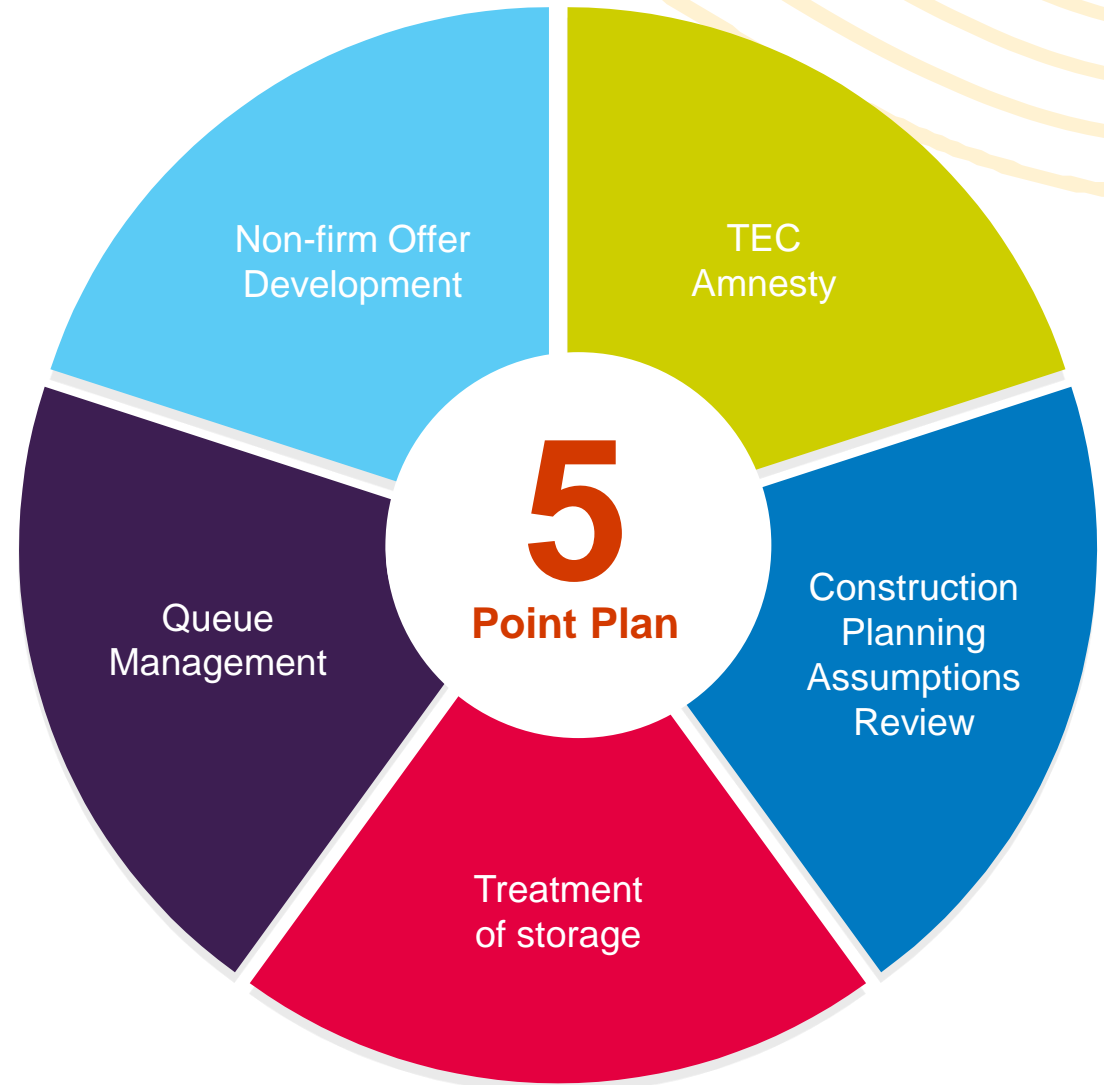 5
Point Plan
TEC
Amnesty
Construction
Planning
Assumptions
Review
Treatment
of storage
Queue
Management
Non-firm Offer
Development